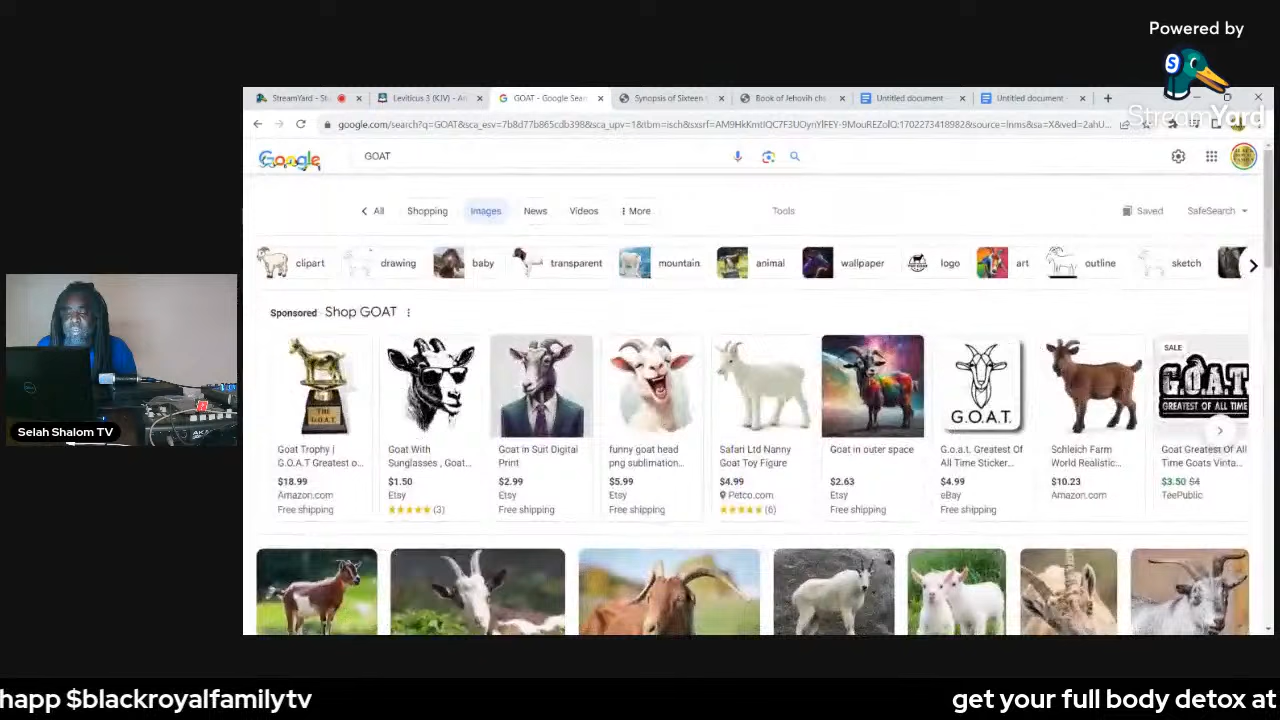 Powered by
StreamYard
StreamYard - St
Leviticus 3 (KJV) - A
GOAT - Google Sear
Synopsis of Sixteen
Book of Jehovih ch
Untitled document
Untitled document
GOAT
All
Shopping
Images
News
Videos
More
Tools
Saved
SafeSearch
clipart
drawing
baby
transparent
mountain
animal
wallpaper
logo
art
outline
sketch
Sponsored
Shop GOAT
THE
G.O.A.T.
G.O.A.T.
SALE
G.O.A.T
GREATEST OF ALL TIME
Goat Trophy |
G.O.A.T Greatest o...
$18.99
Amazon.com
Free shipping
Goat With
Sunglasses , Goat...
$1.50
Etsy
(3)
Goat in Suit Digital
Print
$2.99
Etsy
Free shipping
funny goat head
png sublimation...
$5.99
Etsy
Free shipping
Safari Ltd Nanny
Goat Toy Figure
$4.99
Petco.com
(6)
Goat in outer space
$2.63
Etsy
Free shipping
G.o.a.t. Greatest Of
All Time Sticker...
$4.99
eBay
Free shipping
Schleich Farm
World Realistic...
$10.23
Amazon.com
Goat Greatest Of All
Time Goats Vinta...
$3.50 $4
TeePublic
Selah Shalom TV
happ $blackroyalfamilytv
get your full body detox at